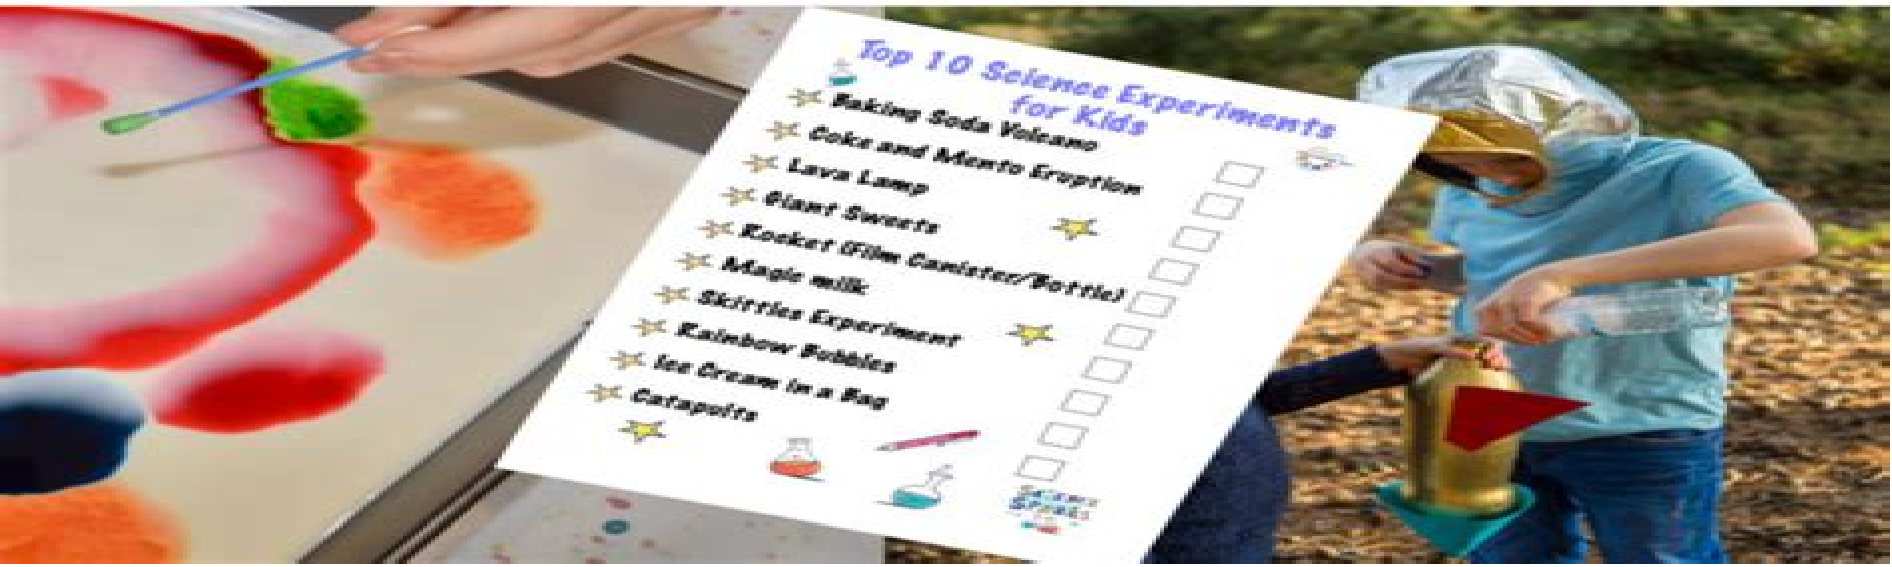 Top 10 Science Experiments
for Kids
Baking Soda Volcano
Coke and Mento Eruption
Lava Lamp
Giant Sweets
Rocket (Film Canister/Bottle)
Magic milk
Skittles Experiment
Rainbow Bubbles
Ice Cream in a Bag
Catapults